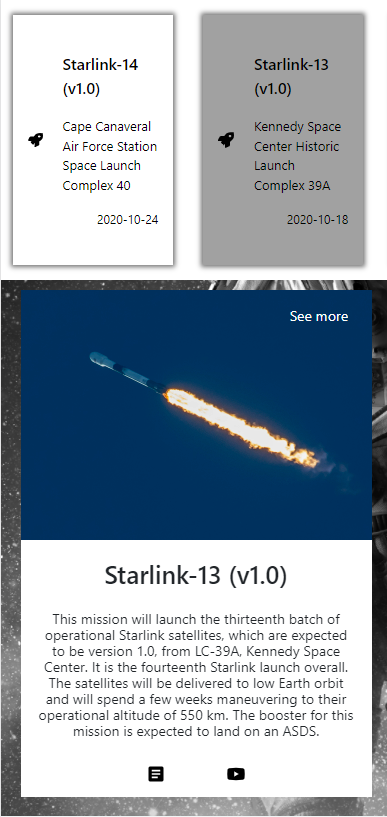 Starlink-14
(v1.0)
Cape Canaveral
Air Force Station
Space Launch
Complex 40
2020-10-24
Starlink-13
(v1.0)
Kennedy Space
Center Historic
Launch
Complex 39A
2020-10-18
See more
Starlink-13 (v1.0)
This mission will launch the thirteenth batch of
operational Starlink satellites, which are expected
to be version 1.0, from LC-39A, Kennedy Space
Center. It is the fourteenth Starlink launch overall.
The satellites will be delivered to low Earth orbit
and will spend a few weeks maneuvering to their
operational altitude of 550 km. The booster for this
mission is expected to land on an ASDS.